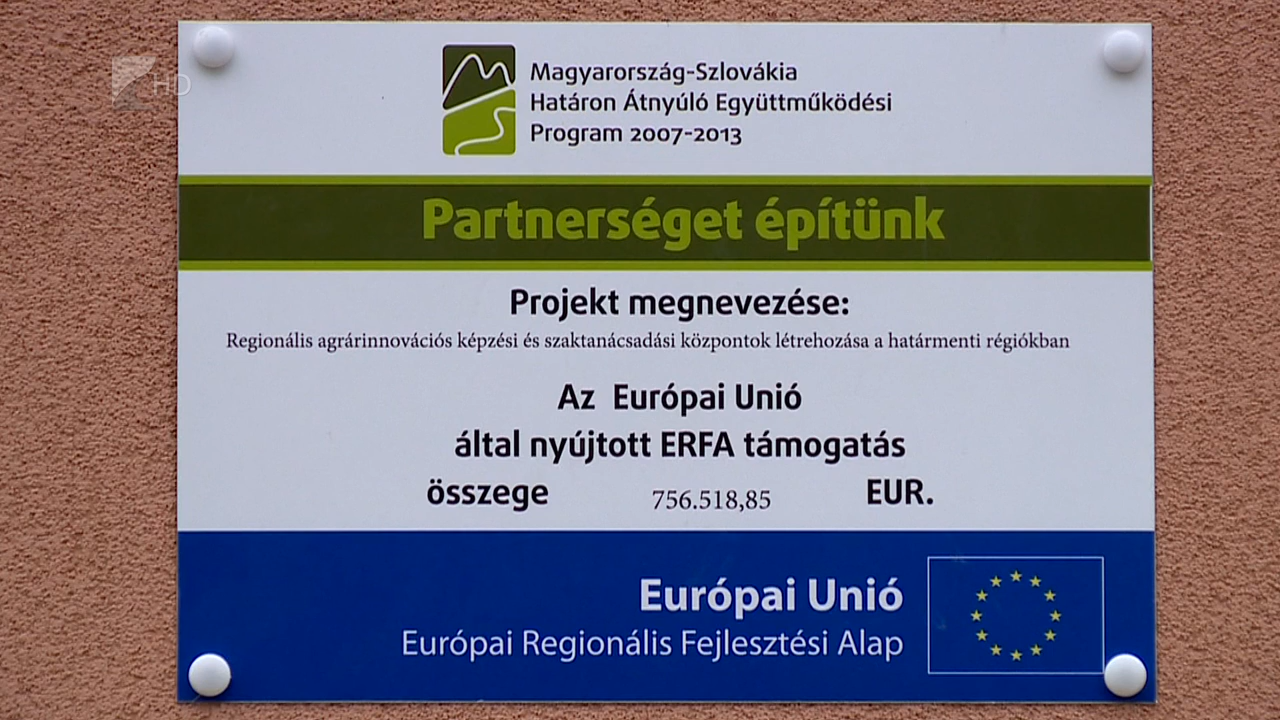 HD
Magyarország-Szlovákia
Határon Átnyúló Együttműködési
Program 2007-2013
Partnerséget építünk
Projekt megnevezése:
Regionális agrárinnovációs képzési és szaktanácsadási központok létrehozása a határmenti régiókban
Az Európai Unió
által nyújtott ERFA támogatás
összege 756.518,85 EUR.
Európai Unió
Európai Regionális Fejlesztési Alap